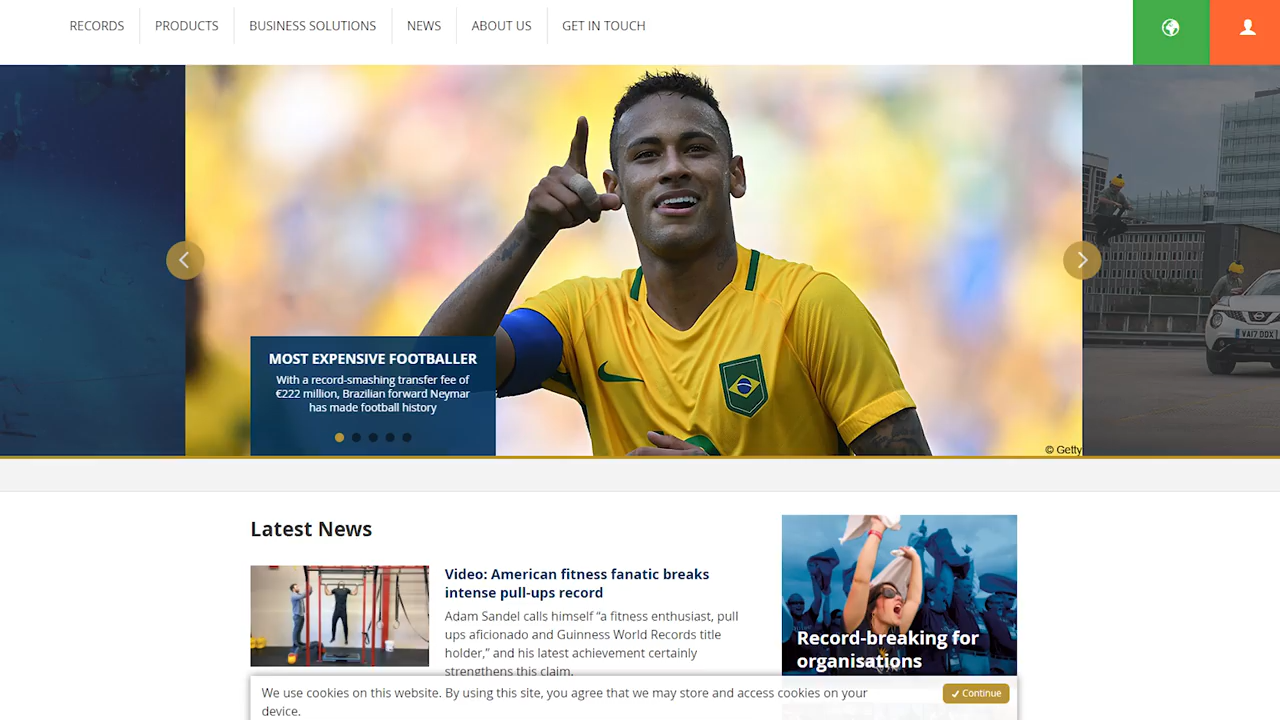 RECORDS PRODUCTS BUSINESS SOLUTIONS NEWS ABOUT US GET IN TOUCH
MOST EXPENSIVE FOOTBALLER
With a record-smashing transfer fee of
€222 million, Brazilian forward Neymar
has made football history
© Getty
VA17 DDX
Latest News
Video: American fitness fanatic breaks
intense pull-ups record
Adam Sandel calls himself “a fitness enthusiast, pull
ups aficionado and Guinness World Records title
holder,” and his latest achievement certainly
strengthens this claim.
Record-breaking for
organisations
We use cookies on this website. By using this site, you agree that we may store and access cookies on your
device.
Continue